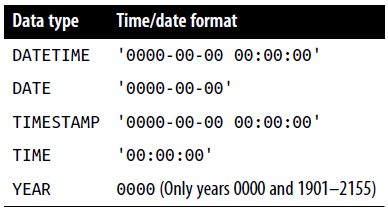 Data type Time/date format
DATETIME '0000-00-00 00:00:00'
DATE '0000-00-00'
TIMESTAMP '0000-00-00 00:00:00'
TIME '00:00:00'
YEAR 0000 (Only years 0000 and 1901–2155)